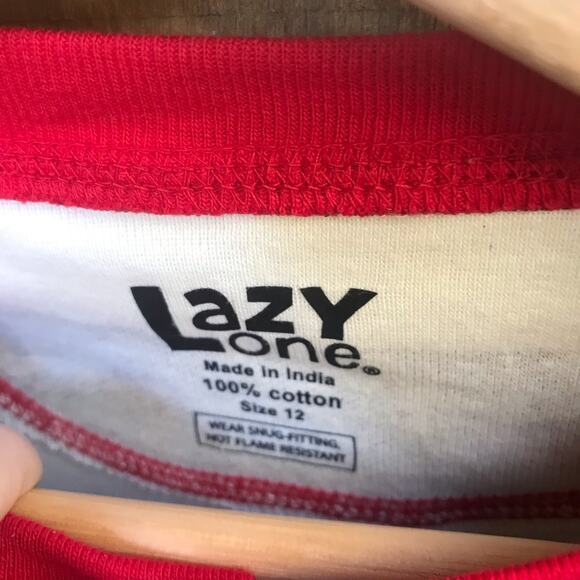 LaZY
one®
Made in India
100% cotton
Size 12
WEAR SNUG-FITTING,
NOT FLAME RESISTANT